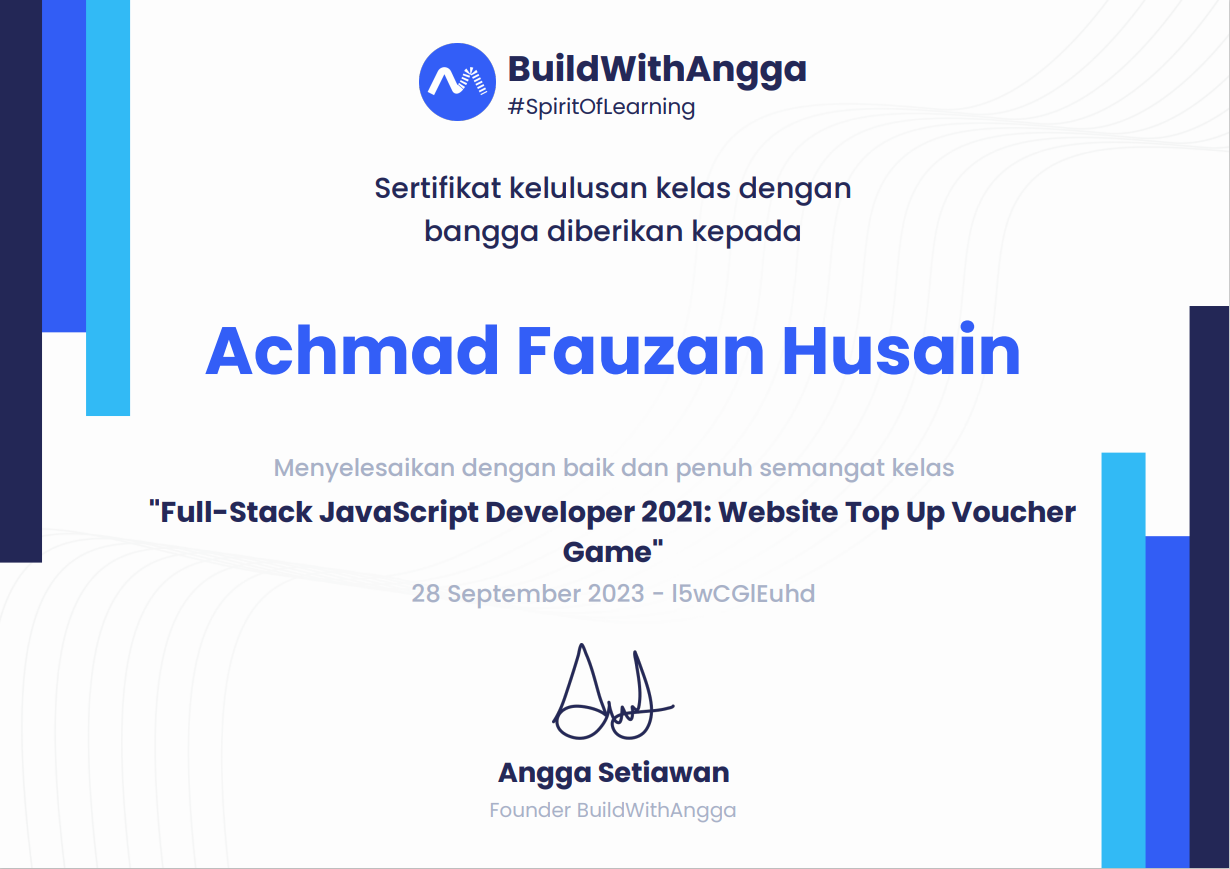 BuildWithAngga
#SpiritOfLearning
Sertifikat kelulusan kelas dengan
bangga diberikan kepada
Achmad Fauzan Husain
Menyelesaikan dengan baik dan penuh semangat kelas
"Full-Stack JavaScript Developer 2021: Website Top Up Voucher
Game"
28 September 2023 - l5wCGlEuhd
Angga Setiawan
Founder BuildWithAngga